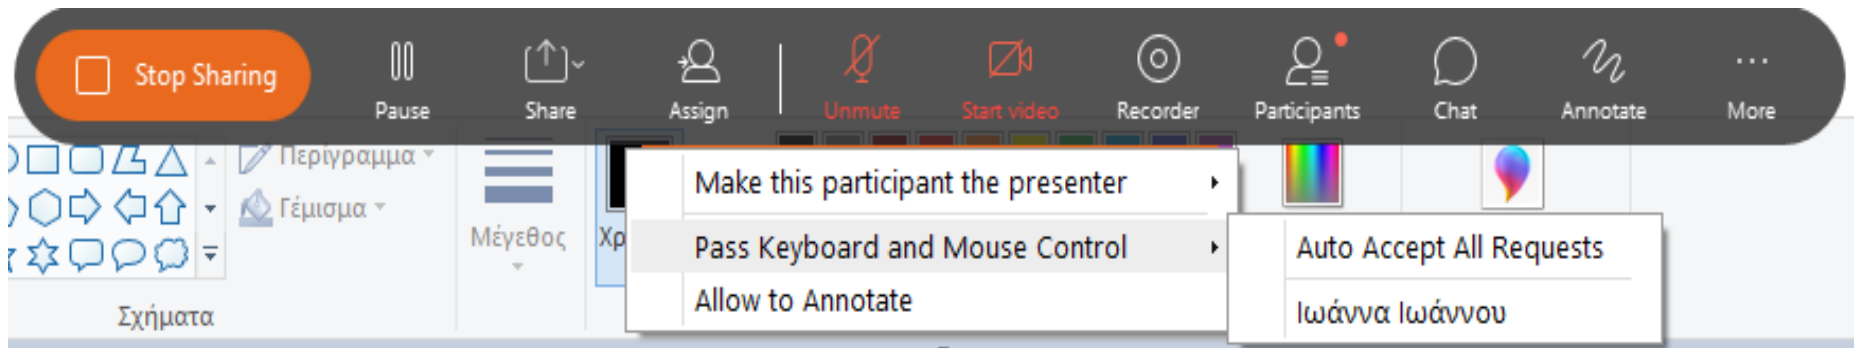 Stop Sharing
Pause
Share
Assign
Unmute
Start video
Recorder
Participants
Chat
Annotate
More
Περίγραμμα
Γέμισμα
Μέγεθος
Σχήματα
Make this participant the presenter
Pass Keyboard and Mouse Control
Allow to Annotate
Auto Accept All Requests
Ιωάννα Ιωάννου